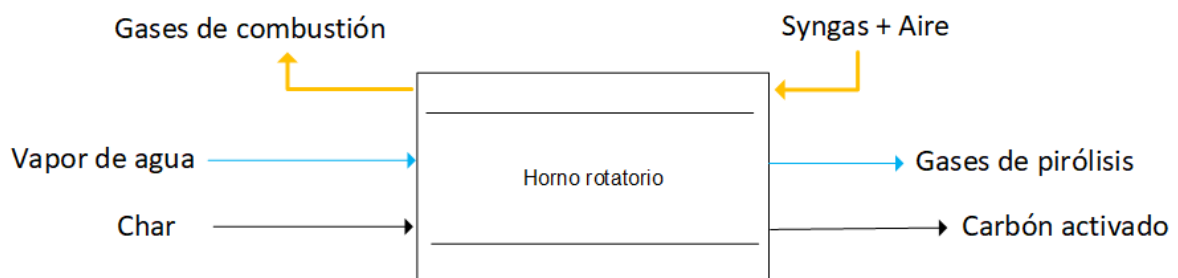 Gases de combustión
Syngas + Aire
Vapor de agua
Horno rotatorio
Gases de pirólisis
Char
Carbón activado